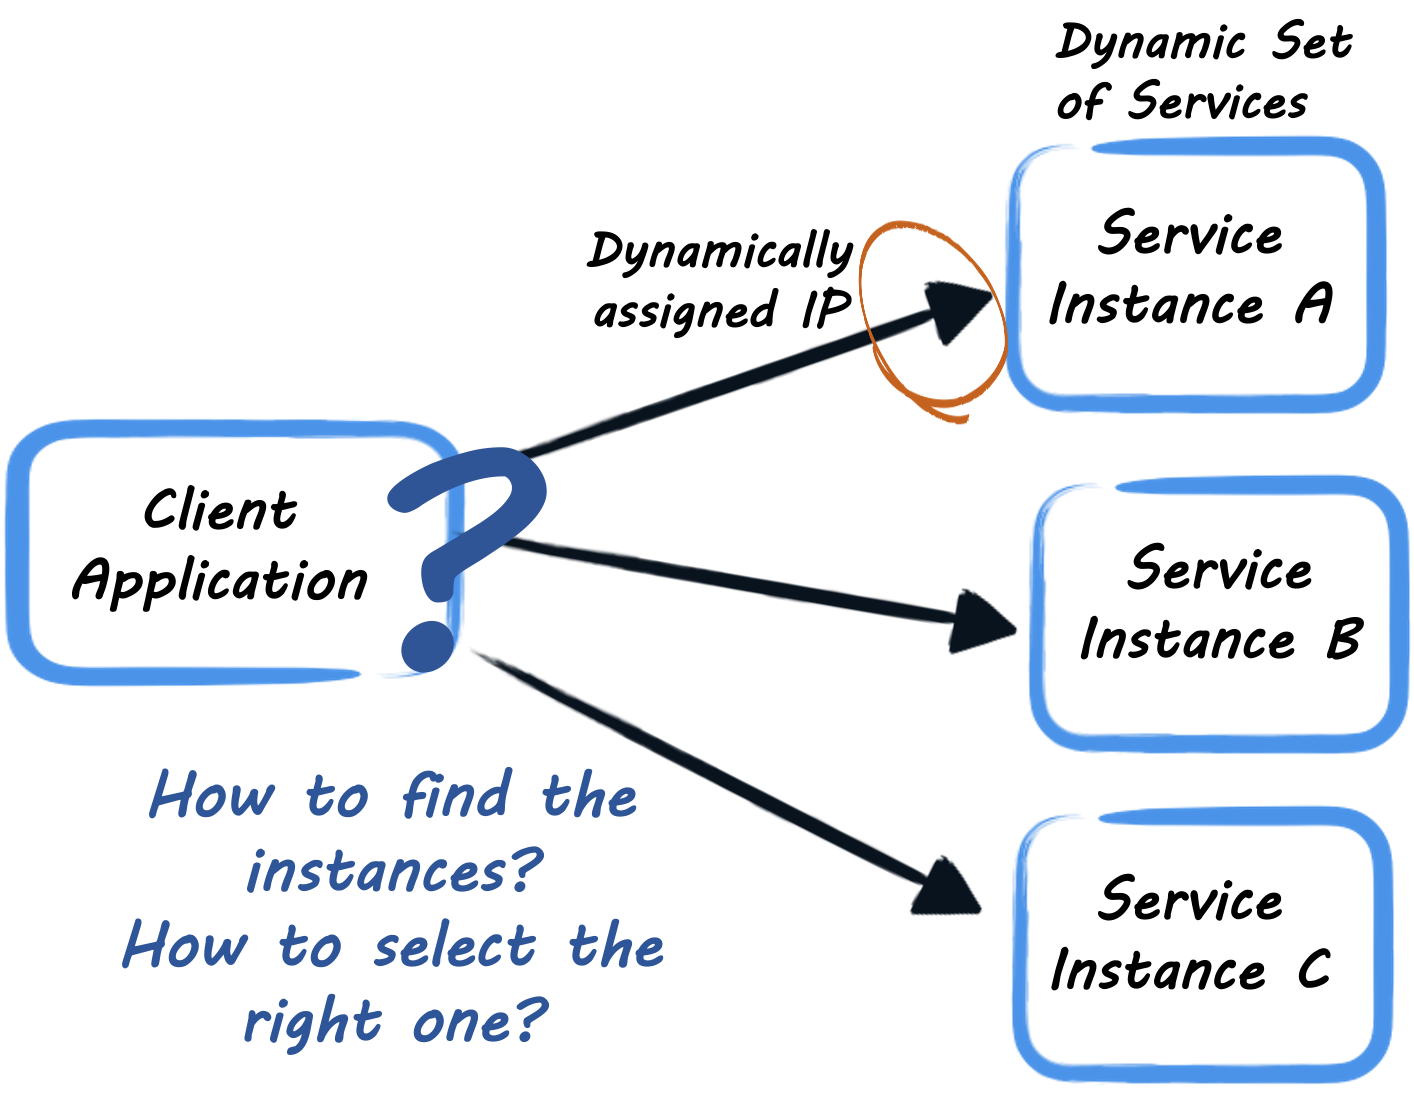 Dynamic Set
of Services
Service
Instance A
Dynamically
assigned IP
Client
Application
?
Service
Instance B
How to find the
instances?
How to select the
right one?
Service
Instance C